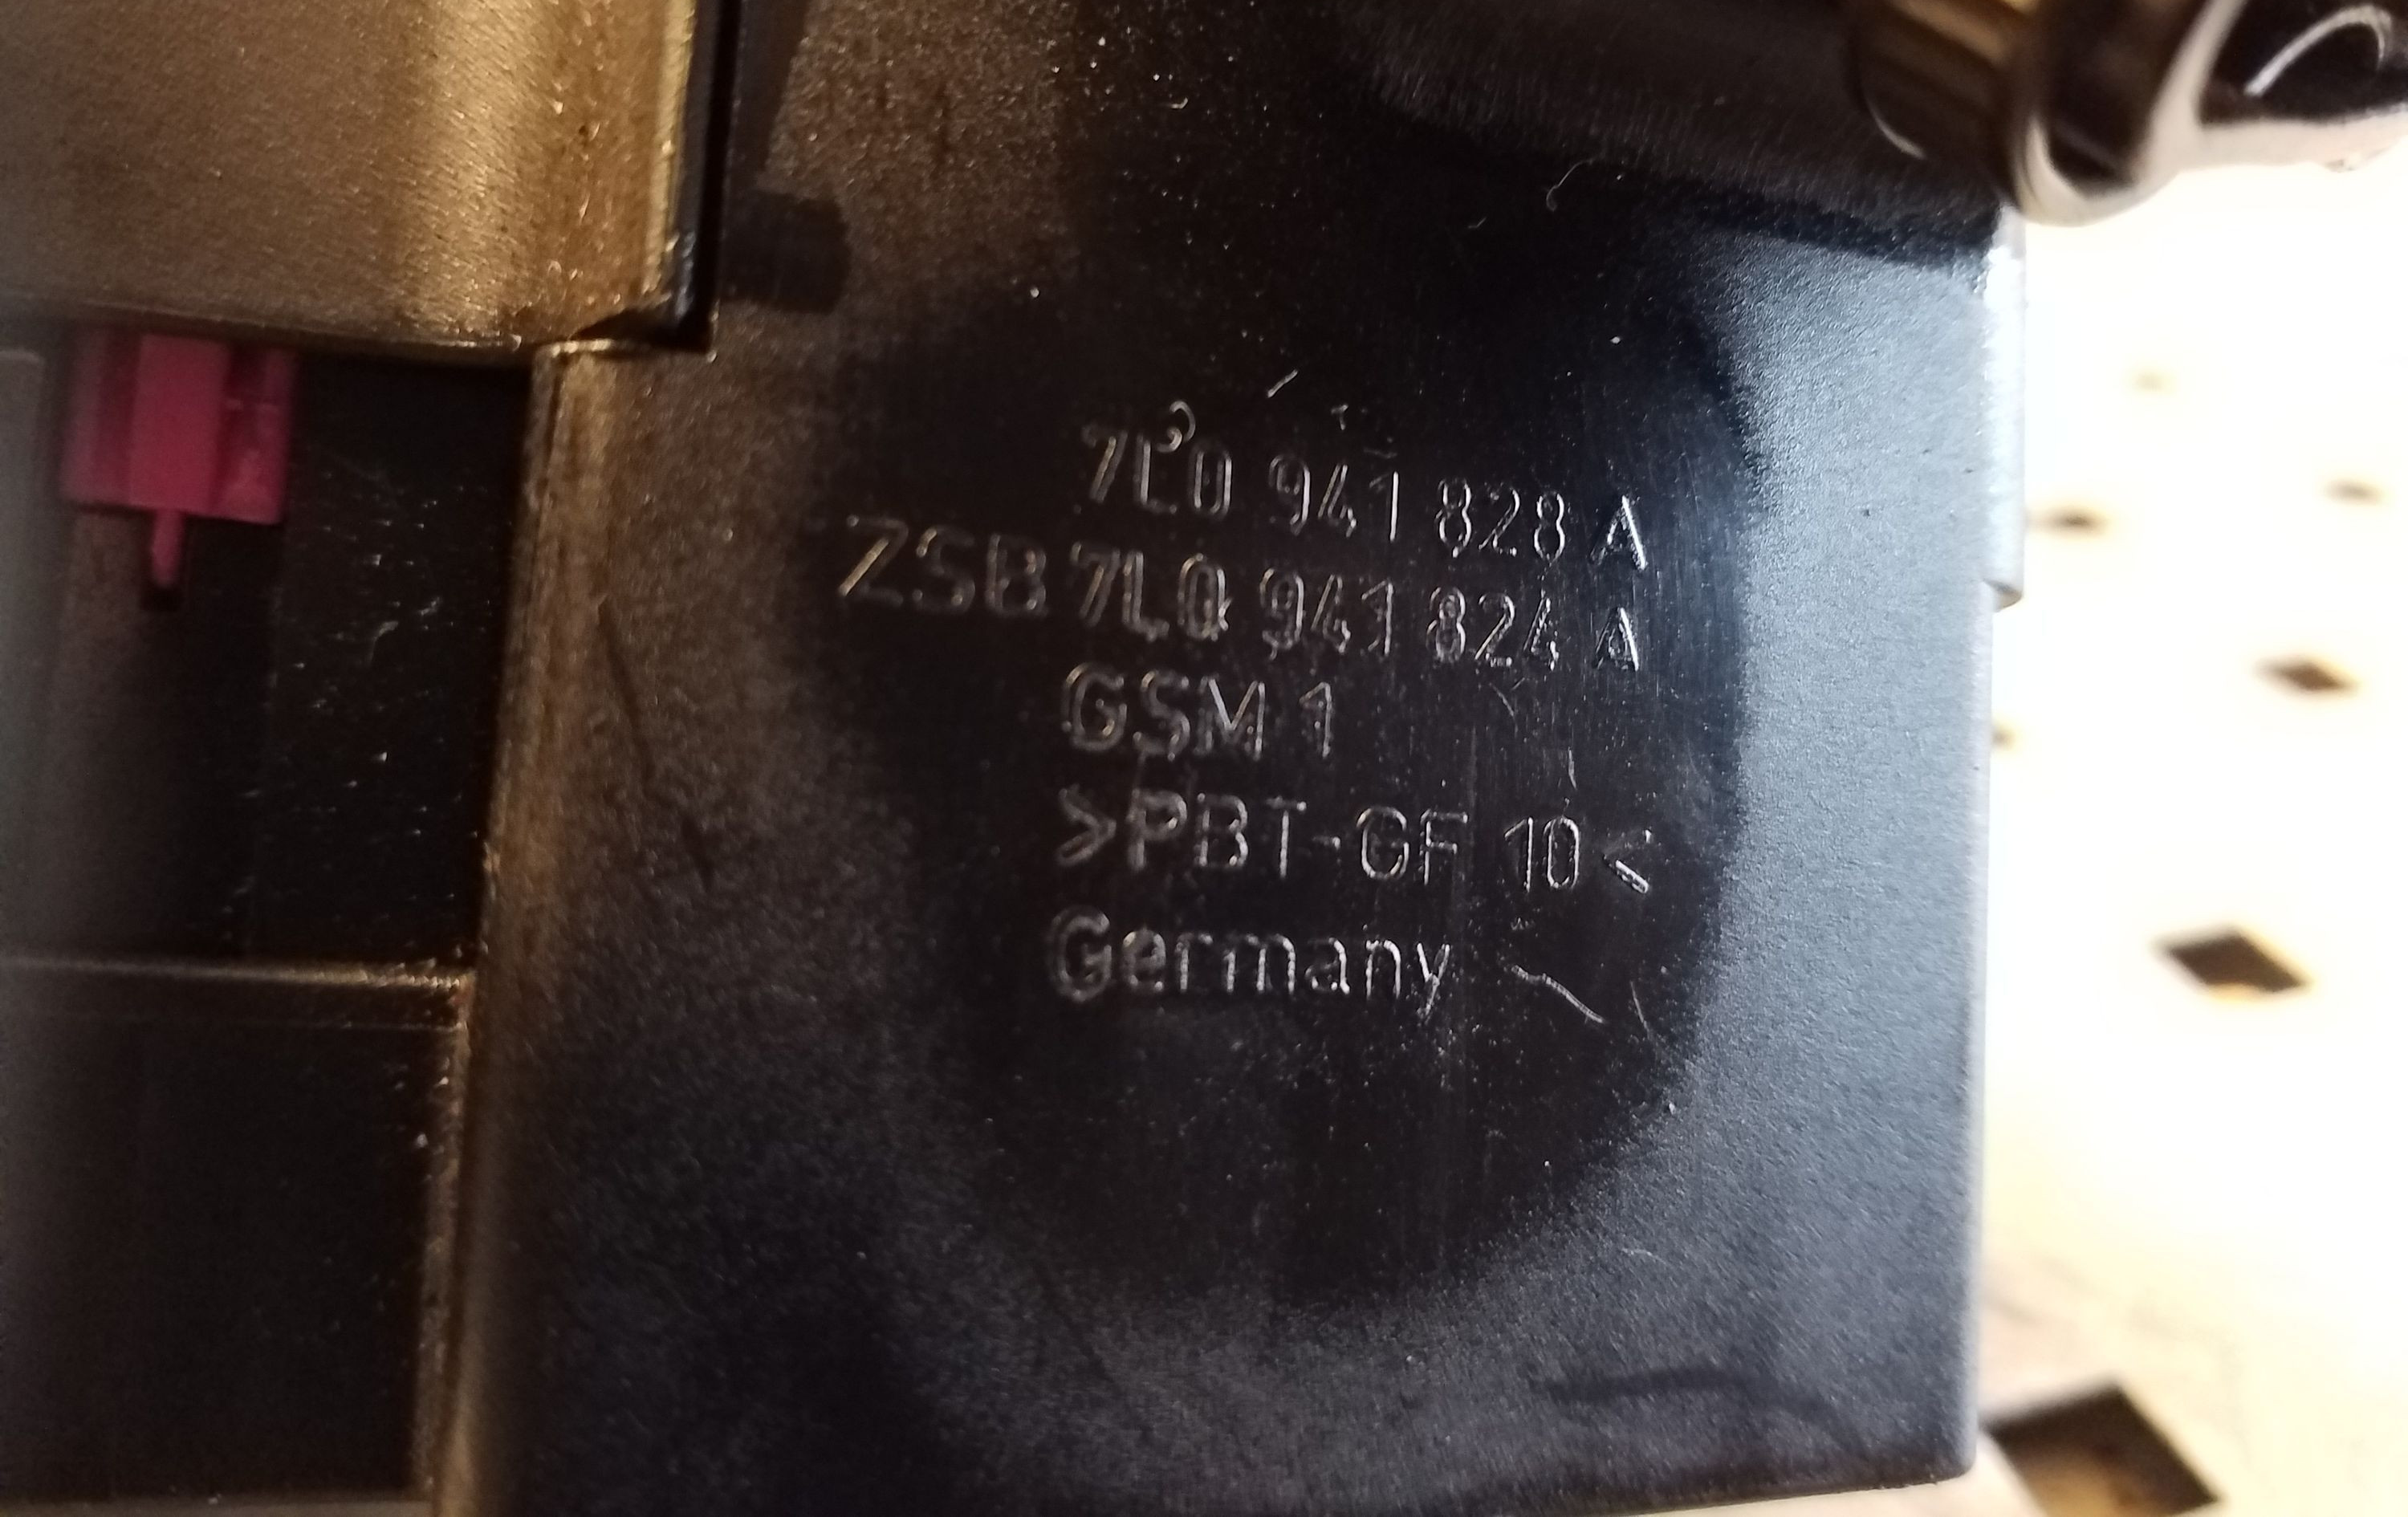 7L0 941 828 A
ZSB 7L0 941 824 A
GSM 1
>PBT-GF 10<
Germany